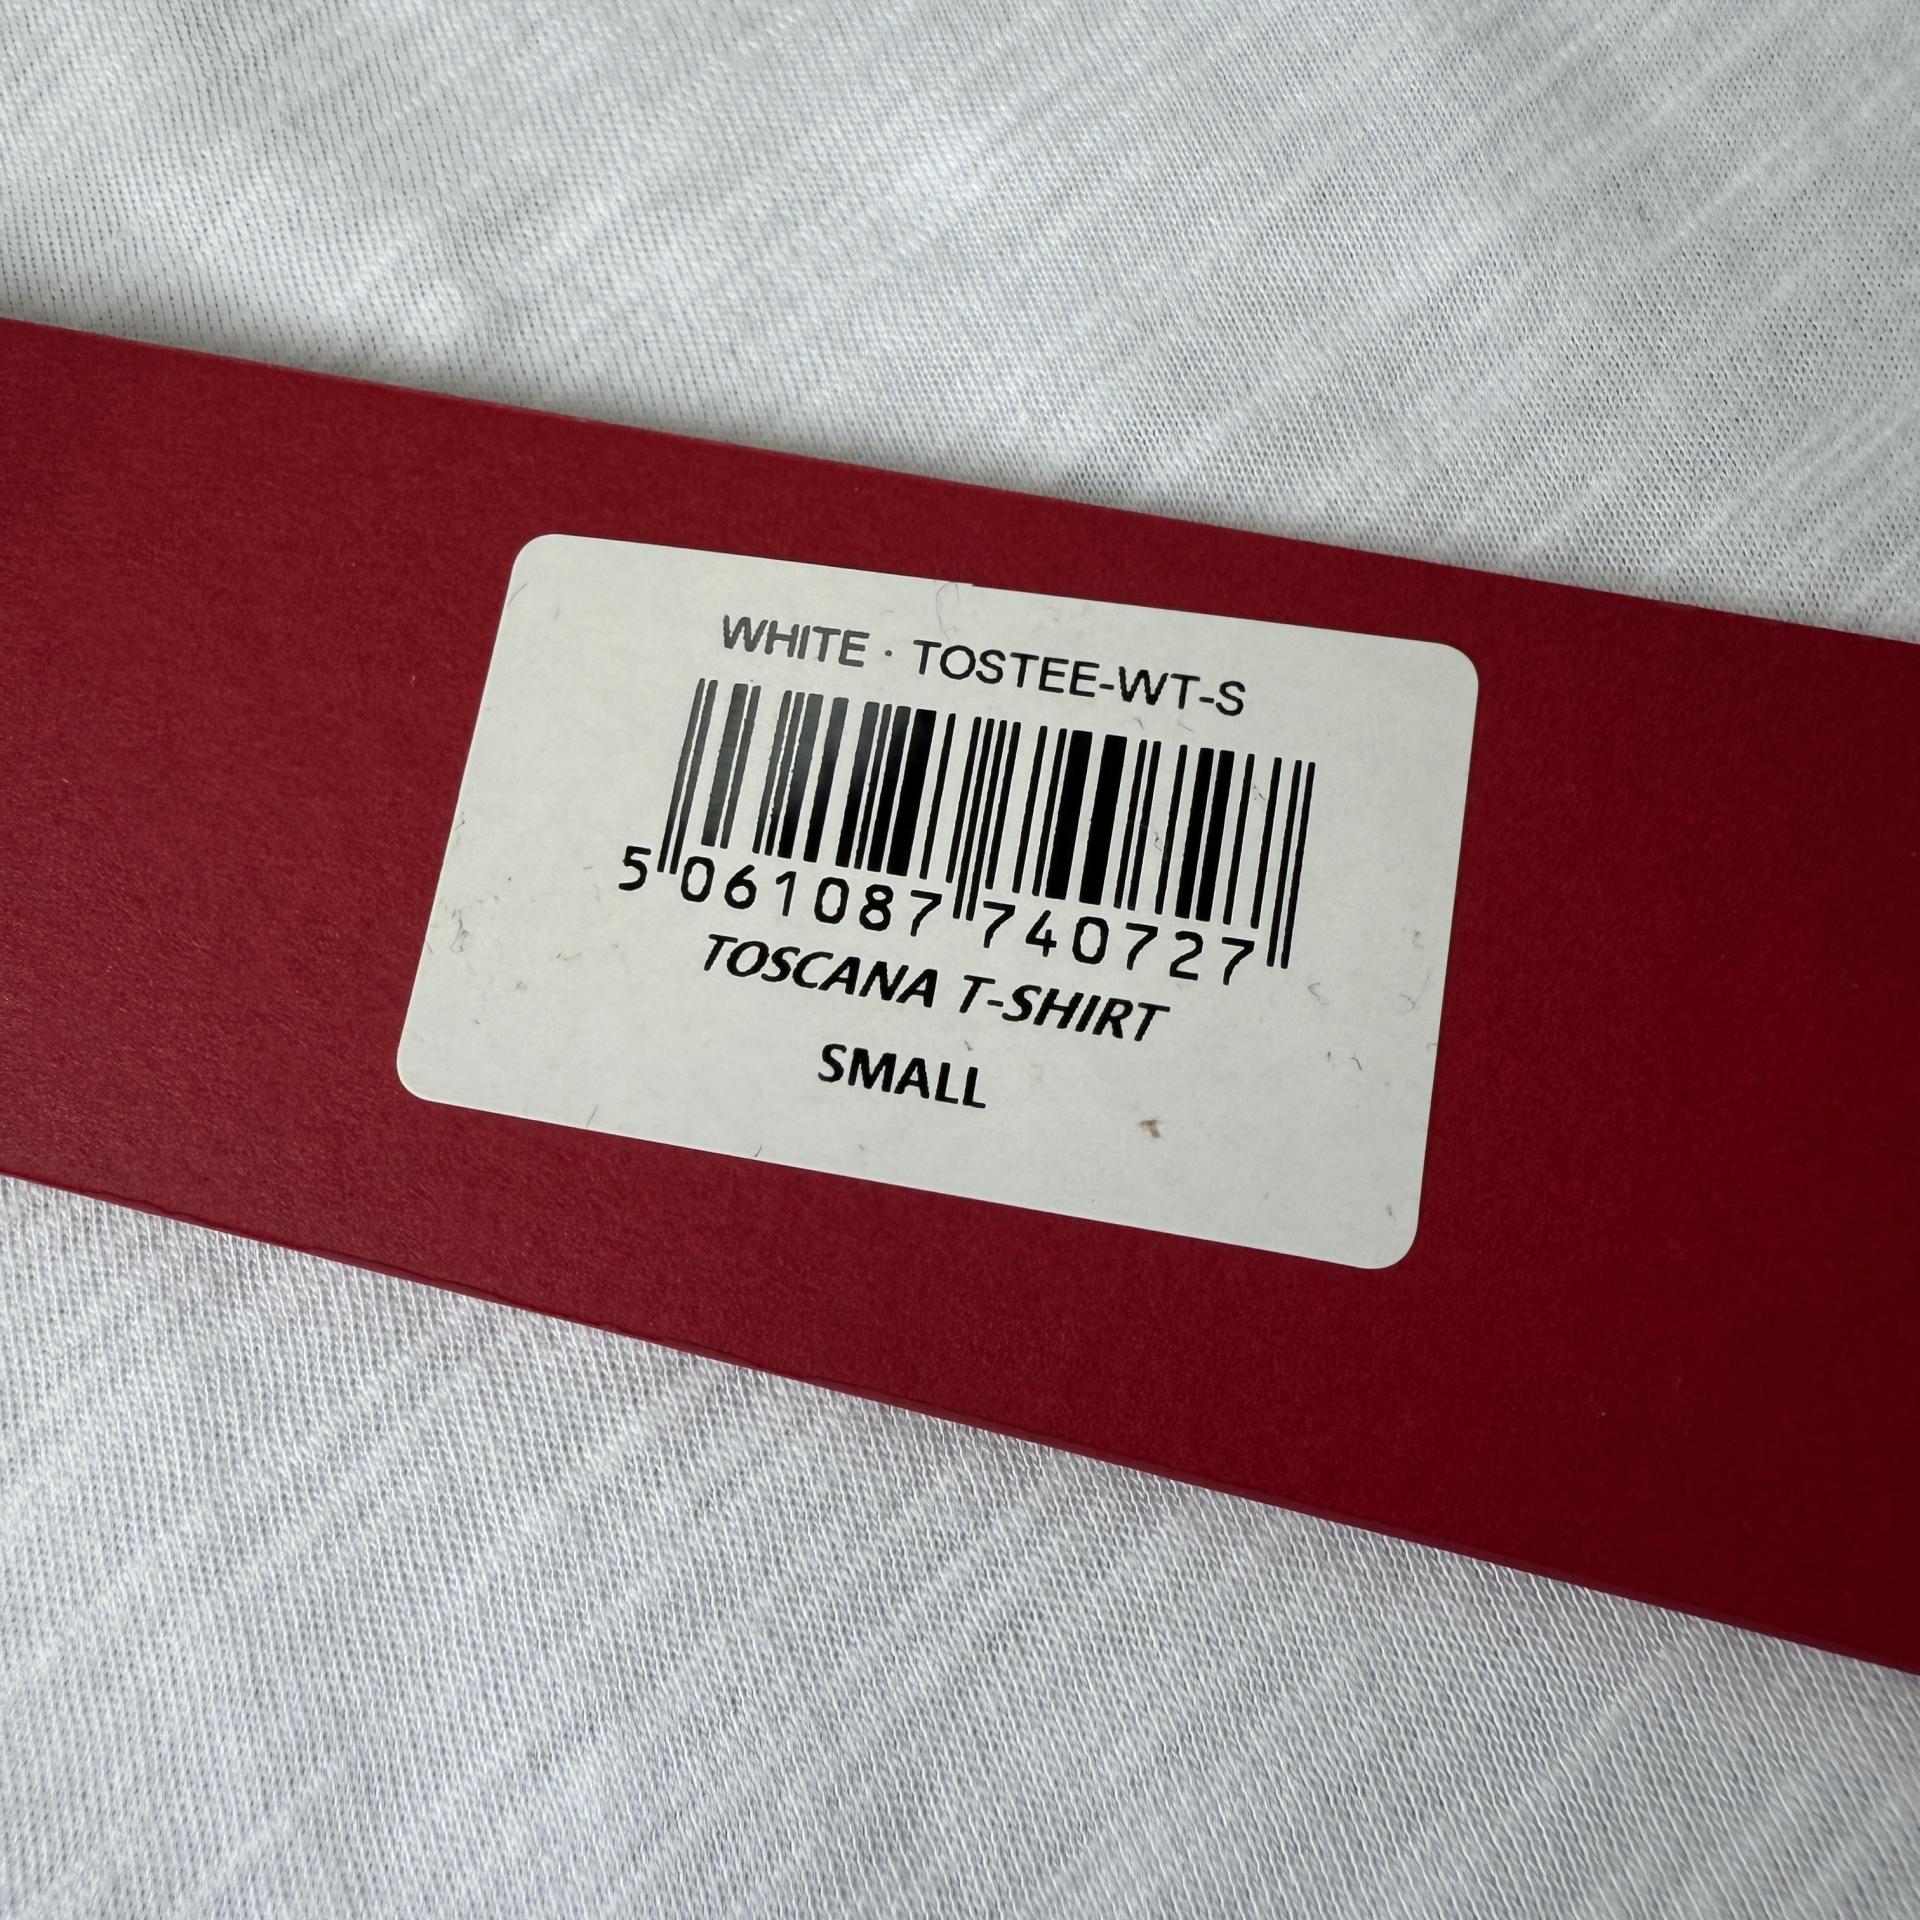 WHITE · TOSTEE-WT-S
5 061087 740727
TOSCANA T-SHIRT
SMALL